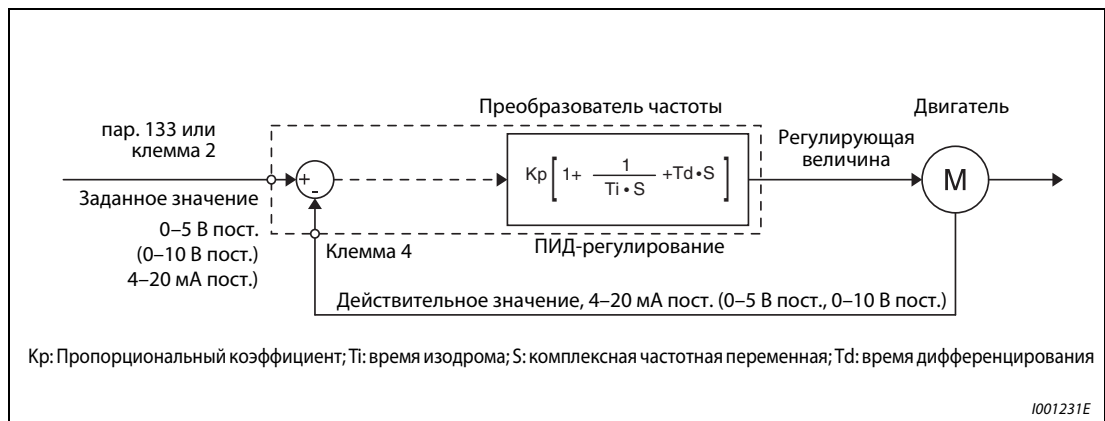 Преобразователь частоты
Двигатель
пар. 133 или
клемма 2
Регулирующая
величина
Kp[1+ 1/(Ti • S) +Td•S]
+
-
M
Заданное значение
0–5 В пост.
(0–10 В пост.)
4–20 мА пост.)
Клемма 4
ПИД-регулирование
Действительное значение, 4–20 мА пост. (0–5 В пост., 0–10 В пост.)
Kp: Пропорциональный коэффициент; Ti: время изодрома; S: комплексная частотная переменная; Td: время дифференцирования
I001231E